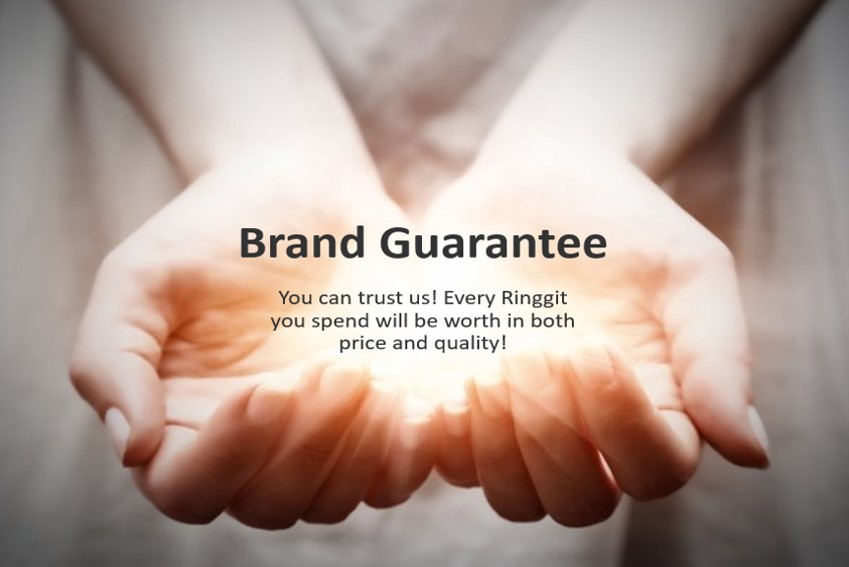 Brand Guarantee
You can trust us! Every Ringgit
you spend will be worth in both
price and quality!